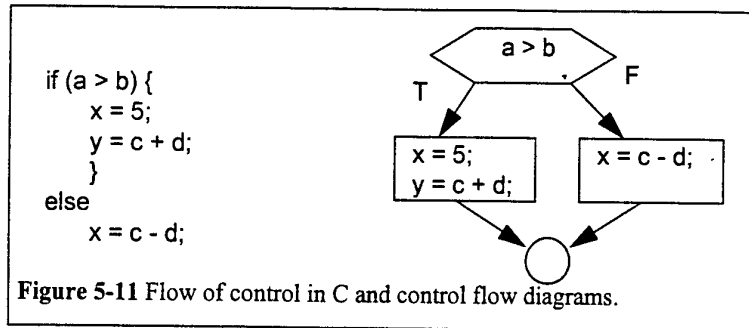 if (a > b) {
x = 5;
y = c + d;
}
else
x = c - d;
a > b
T
F
x = 5;
y = c + d;
x = c - d;
Figure 5-11 Flow of control in C and control flow diagrams.